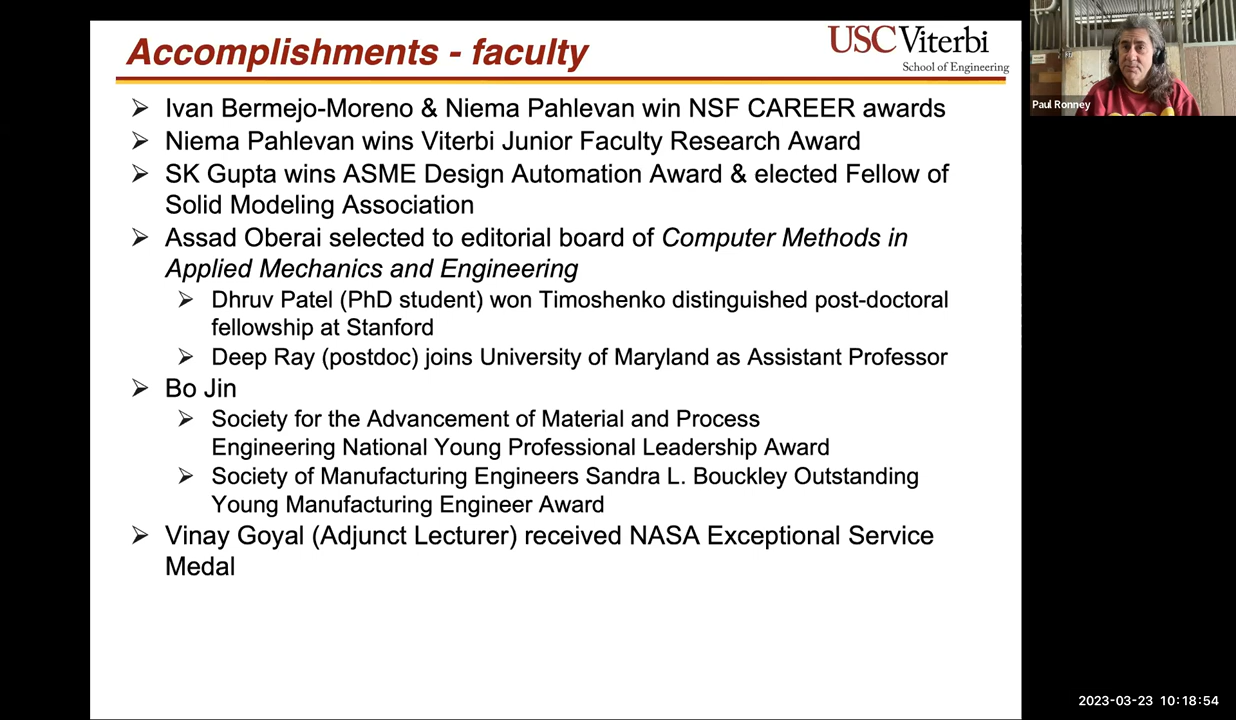 Accomplishments - faculty
USC Viterbi
School of Engineering
Ivan Bermejo-Moreno & Niema Pahlevan win NSF CAREER awards
Niema Pahlevan wins Viterbi Junior Faculty Research Award
SK Gupta wins ASME Design Automation Award & elected Fellow of
Solid Modeling Association
Assad Oberai selected to editorial board of Computer Methods in
Applied Mechanics and Engineering
Dhruv Patel (PhD student) won Timoshenko distinguished post-doctoral
fellowship at Stanford
Deep Ray (postdoc) joins University of Maryland as Assistant Professor
Bo Jin
Society for the Advancement of Material and Process
Engineering National Young Professional Leadership Award
Society of Manufacturing Engineers Sandra L. Bouckley Outstanding
Young Manufacturing Engineer Award
Vinay Goyal (Adjunct Lecturer) received NASA Exceptional Service
Medal
Paul Ronney
2023-03-23 10:18:54